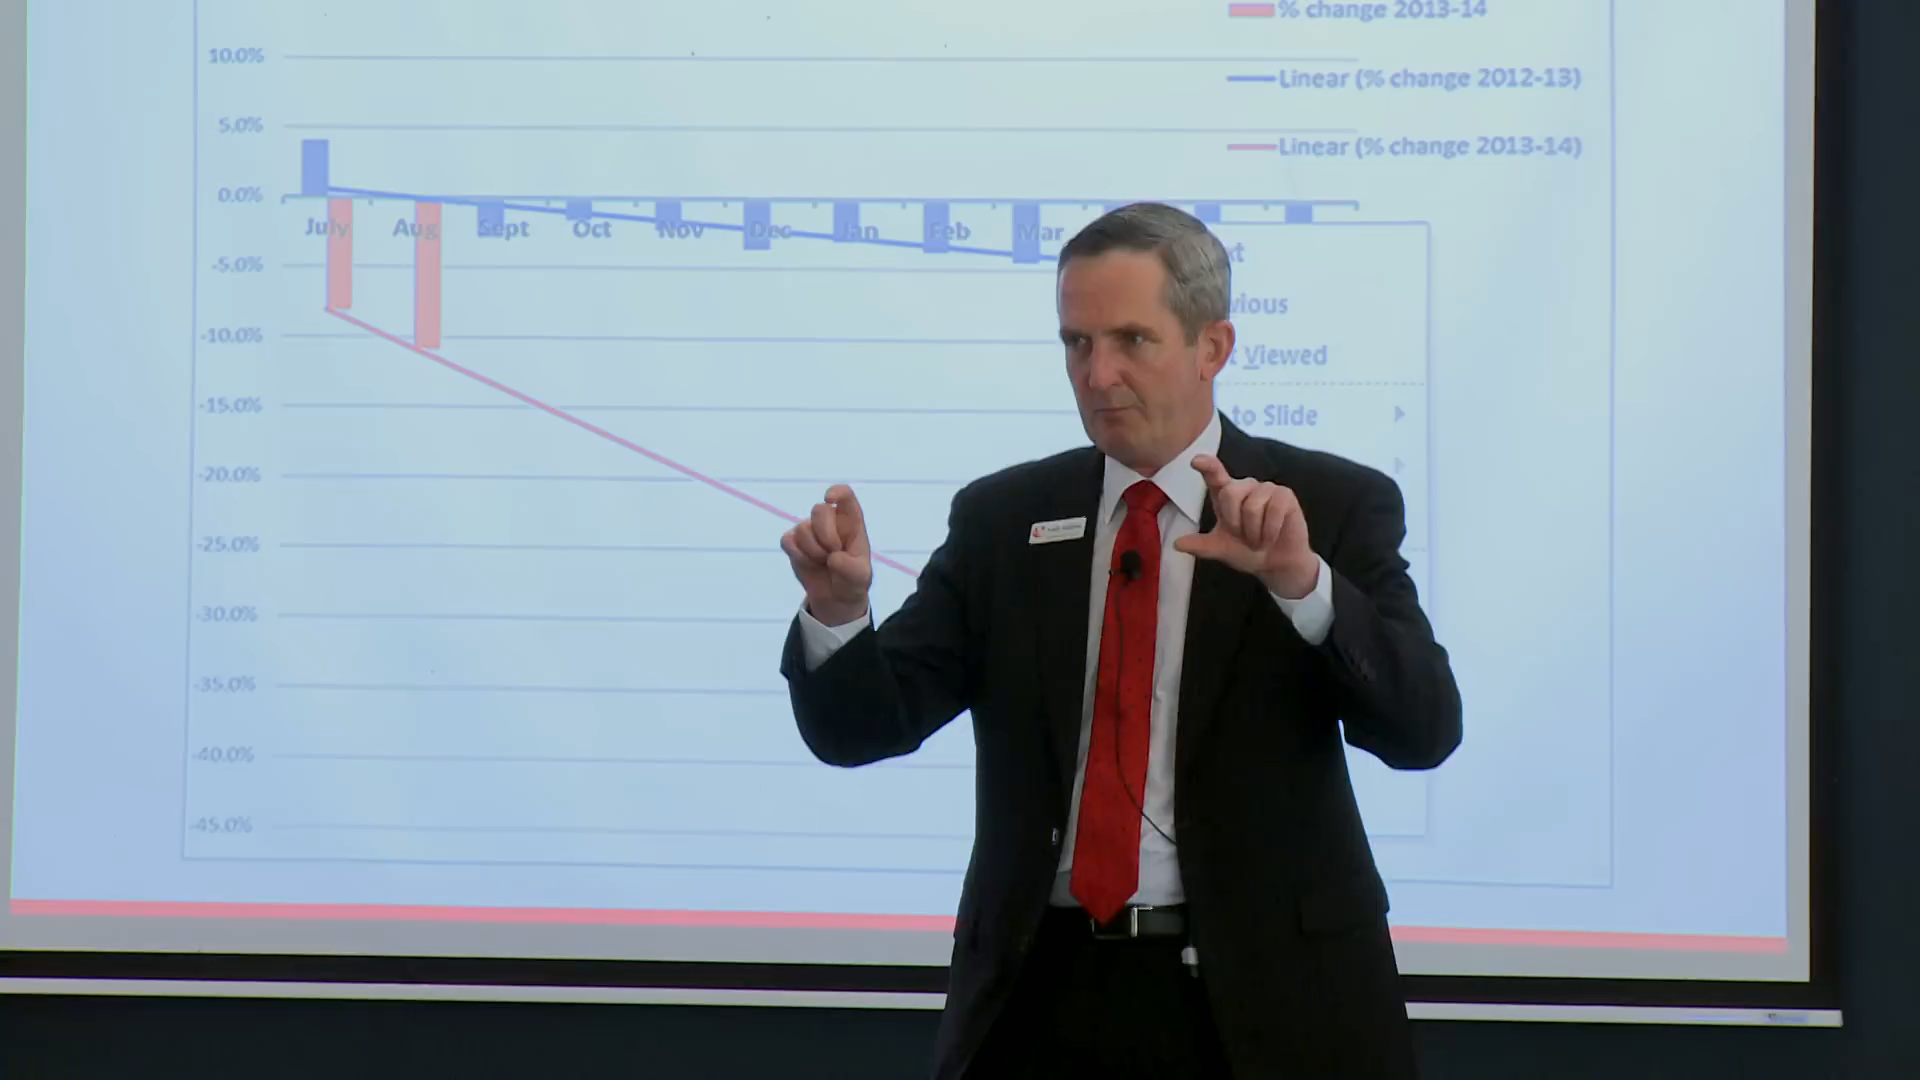 % change 2013-14
10.0%
Linear (% change 2012-13)
5.0%
Linear (% change 2013-14)
0.0%
July Aug Sept Oct Nov Dec Jan Feb Mar
-5.0%
-10.0%
Viewed
-15.0%
to Slide
-20.0%
-25.0%
-30.0%
-35.0%
-40.0%
-45.0%